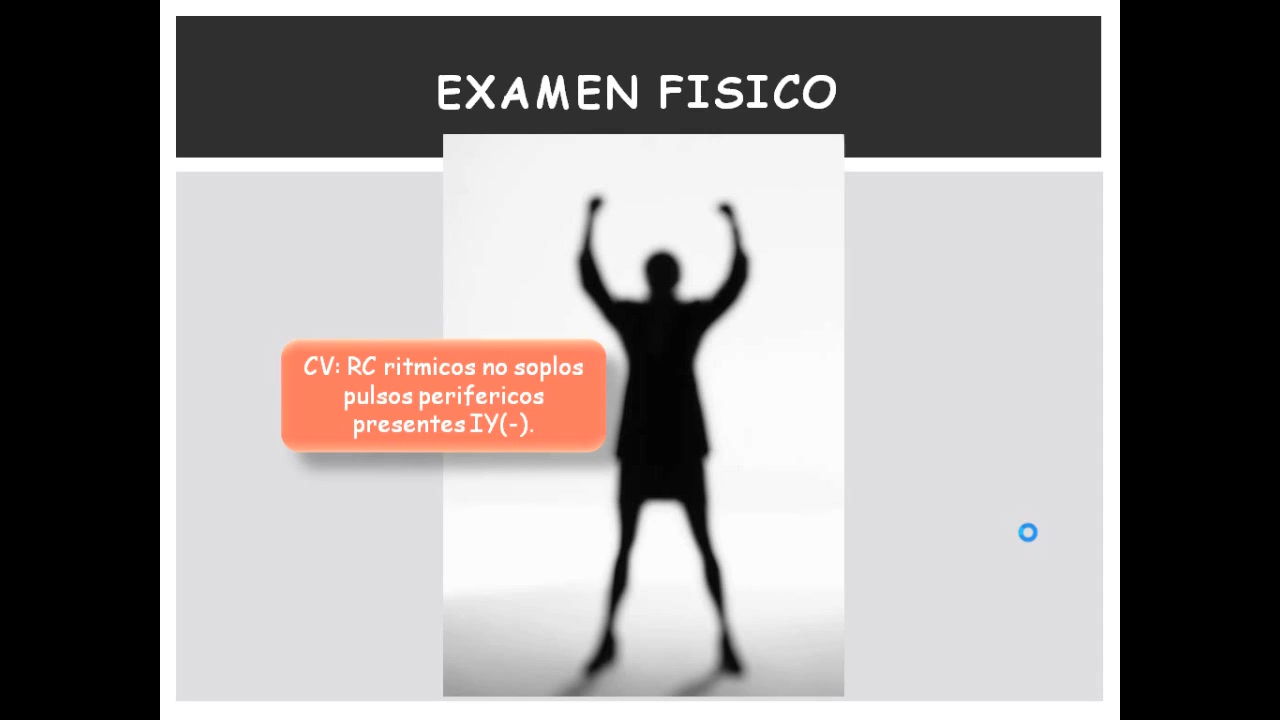 EXAMEN FISICO
CV: RC ritmicos no soplos
pulsos perifericos
presentes IY(-).